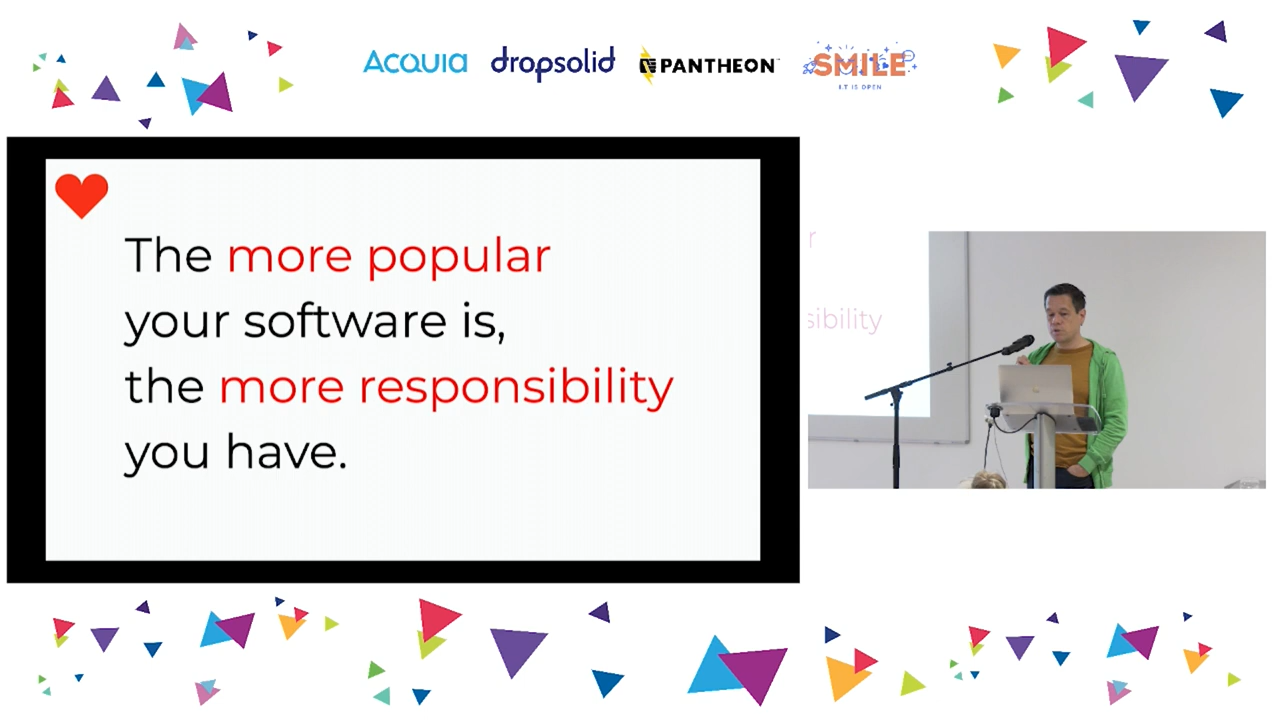 ACQUIA dropsolid PANTHEON SMILE
I.T IS OPEN
The more popular
your software is,
the more responsibility
you have.
r
sibility